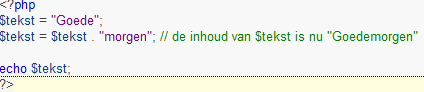 <?php
$tekst = "Goede";
$tekst = $tekst . "morgen"; // de inhoud van $tekst is nu "Goedemorgen"
echo $tekst;
?>